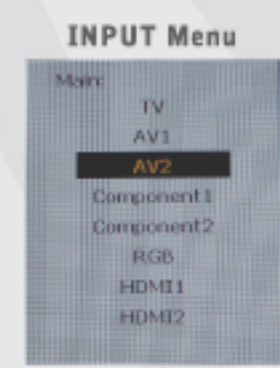 INPUT Menu
Main:
TV
AV1
AV2
Component1
Component2
RGB
HDMI1
HDMI2